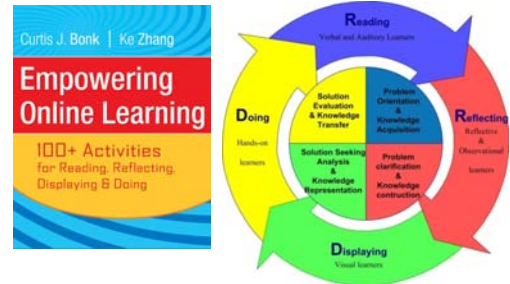 Curtis J. Bonk | Ke Zhang
Empowering
Online Learning
100+ Activities
for Reading, Reflecting,
Displaying & Doing
Reading
Verbal and Auditory Learners
Reflecting
Reflective
&
Observational
learners
Displaying
Visual learners
Doing
Hands-on
learners
Solution
Evaluation
& Knowledge
Transfer
Problem
Orientation
&
Knowledge
Acquisition
Solution Seeking
Analysis
&
Knowledge
Representation
Problem
clarification
&
Knowledge
contruction